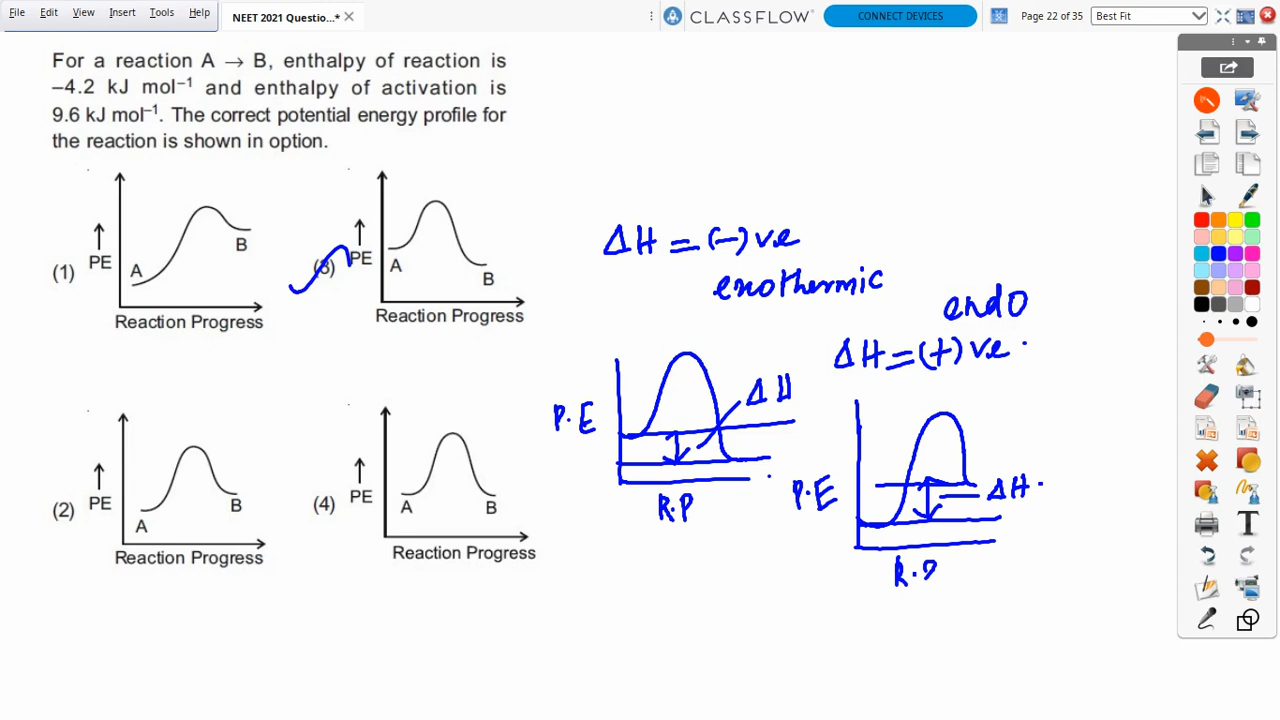 File Edit View Insert Tools
NEET 2021 Questio...*
CLASSFLOW
CONNECT DEVICES
Page 22 of 35
Best Fit
For a reaction A → B, enthalpy of reaction is
–4.2 kJ mol⁻¹ and enthalpy of activation is
9.6 kJ mol⁻¹. The correct potential energy profile for
the reaction is shown in option.
(1)
PE
A
B
Reaction Progress
(3)
PE
A
B
Reaction Progress
(2)
PE
A
B
Reaction Progress
(4)
PE
A
B
Reaction Progress
ΔH = (–)ve
exothermic
endo
ΔH = (+)ve
P.E
ΔH
R.P
P.E
ΔH
R.P
T